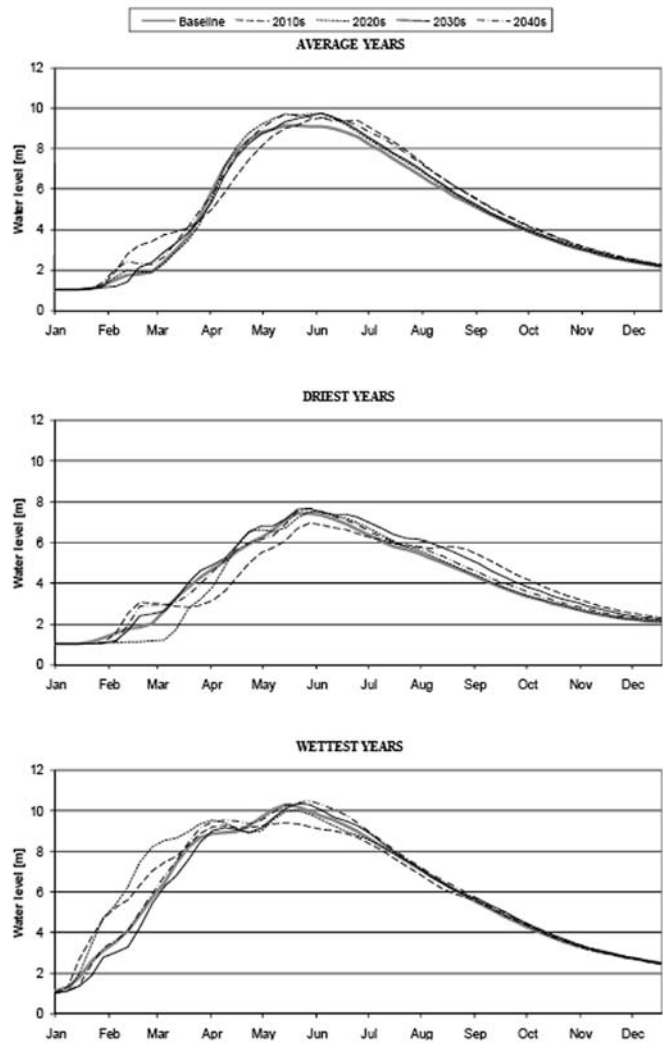 Baseline 2010s 2020s 2030s 2040s
AVERAGE YEARS
12
10
8
6
4
2
0
Water level [m]
Jan Feb Mar Apr May Jun Jul Aug Sep Oct Nov Dec
DRIEST YEARS
12
10
8
6
4
2
0
Water level [m]
Jan Feb Mar Apr May Jun Jul Aug Sep Oct Nov Dec
WETTEST YEARS
12
10
8
6
4
2
0
Water level [m]
Jan Feb Mar Apr May Jun Jul Aug Sep Oct Nov Dec